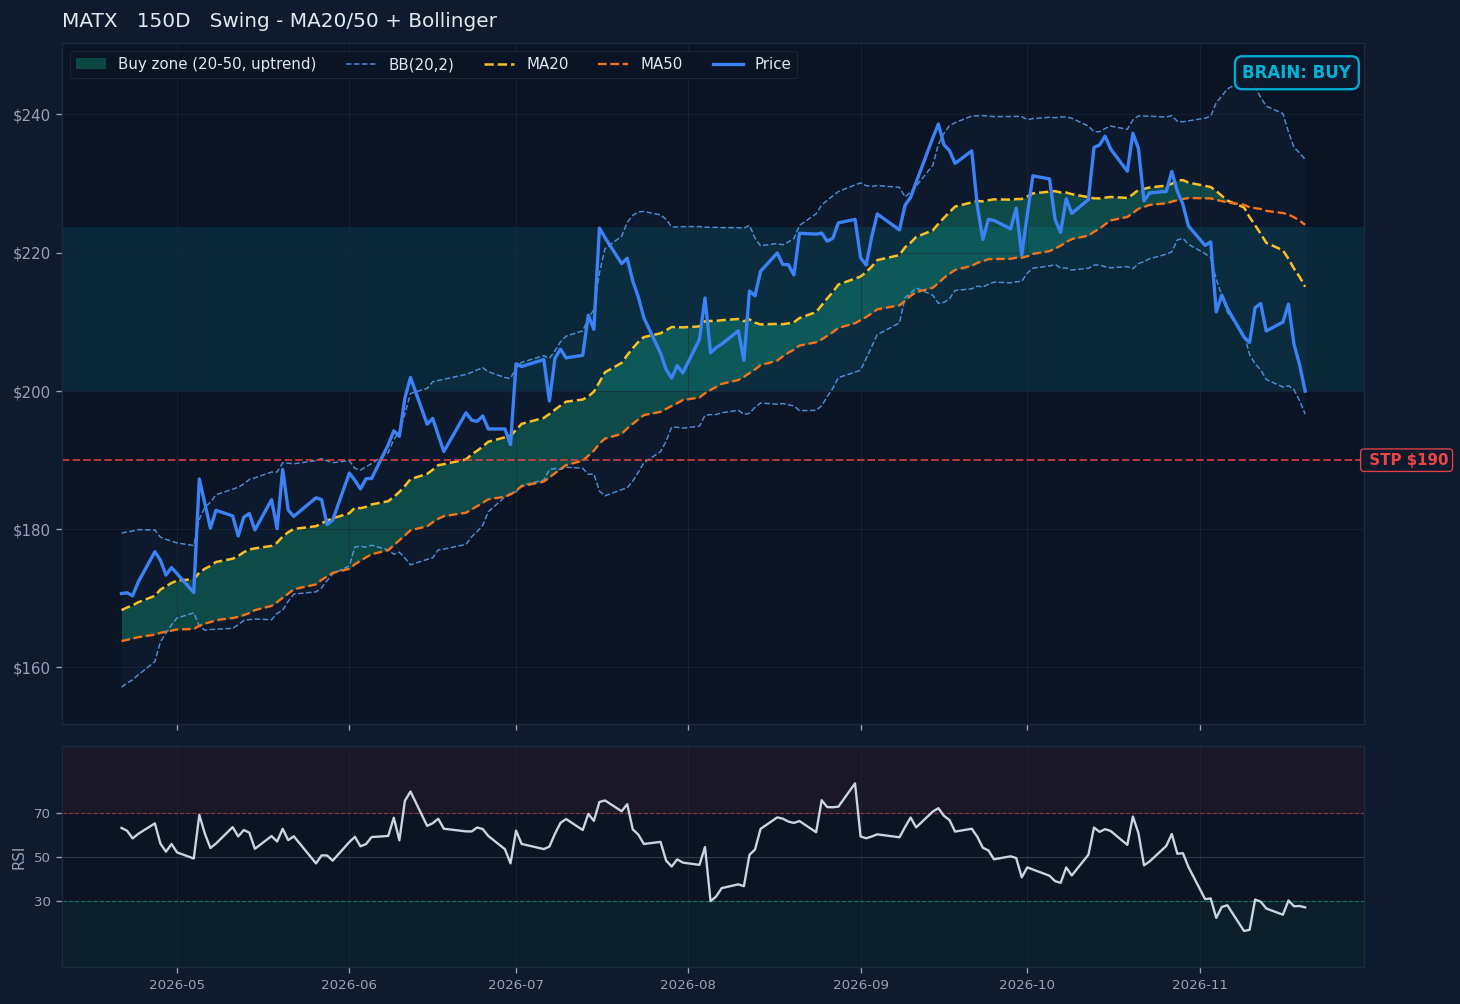 MATX   150D   Swing - MA20/50 + Bollinger
Buy zone (20-50, uptrend)   BB(20,2)   MA20   MA50   Price
BRAIN: BUY
$240
$220
$200
$180
$160
STP $190
RSI
70
50
30
2026-05   2026-06   2026-07   2026-08   2026-09   2026-10   2026-11